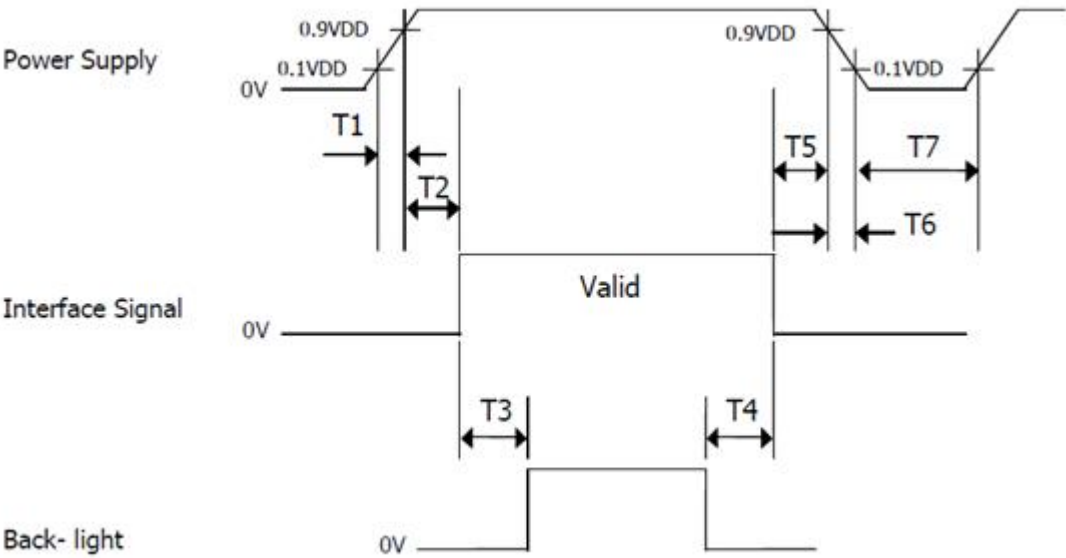 0.9VDD
0.9VDD
Power Supply
0.1VDD
0.1VDD
0V
T1
T5
T7
T2
T6
Valid
Interface Signal
0V
T3
T4
Back- light
0V